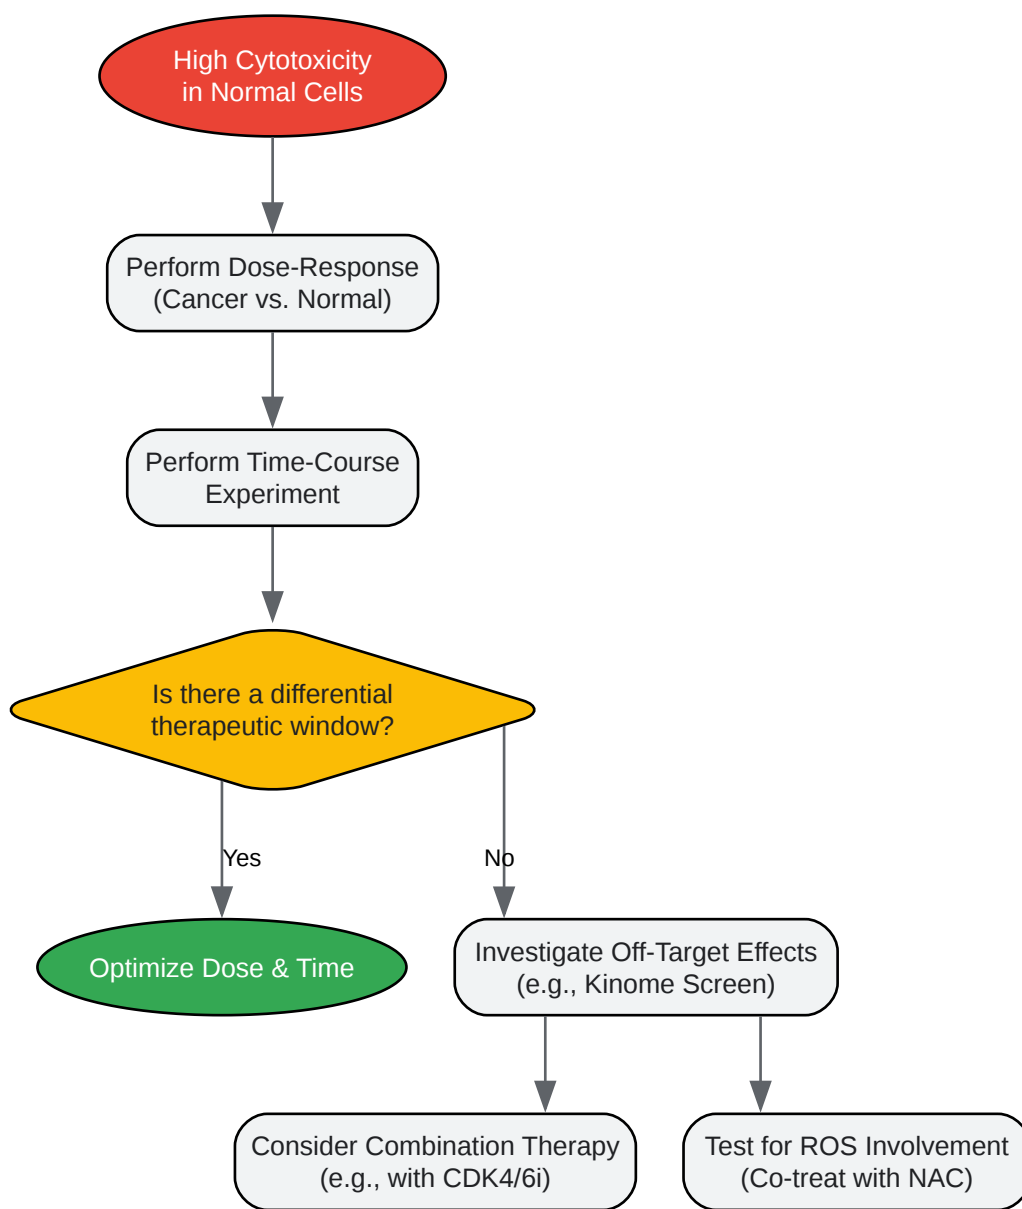 High Cytotoxicity
in Normal Cells
Perform Dose-Response
(Cancer vs. Normal)
Perform Time-Course
Experiment
Is there a differential
therapeutic window?
Yes
No
Optimize Dose & Time
Investigate Off-Target Effects
(e.g., Kinome Screen)
Consider Combination Therapy
(e.g., with CDK4/6i)
Test for ROS Involvement
(Co-treat with NAC)